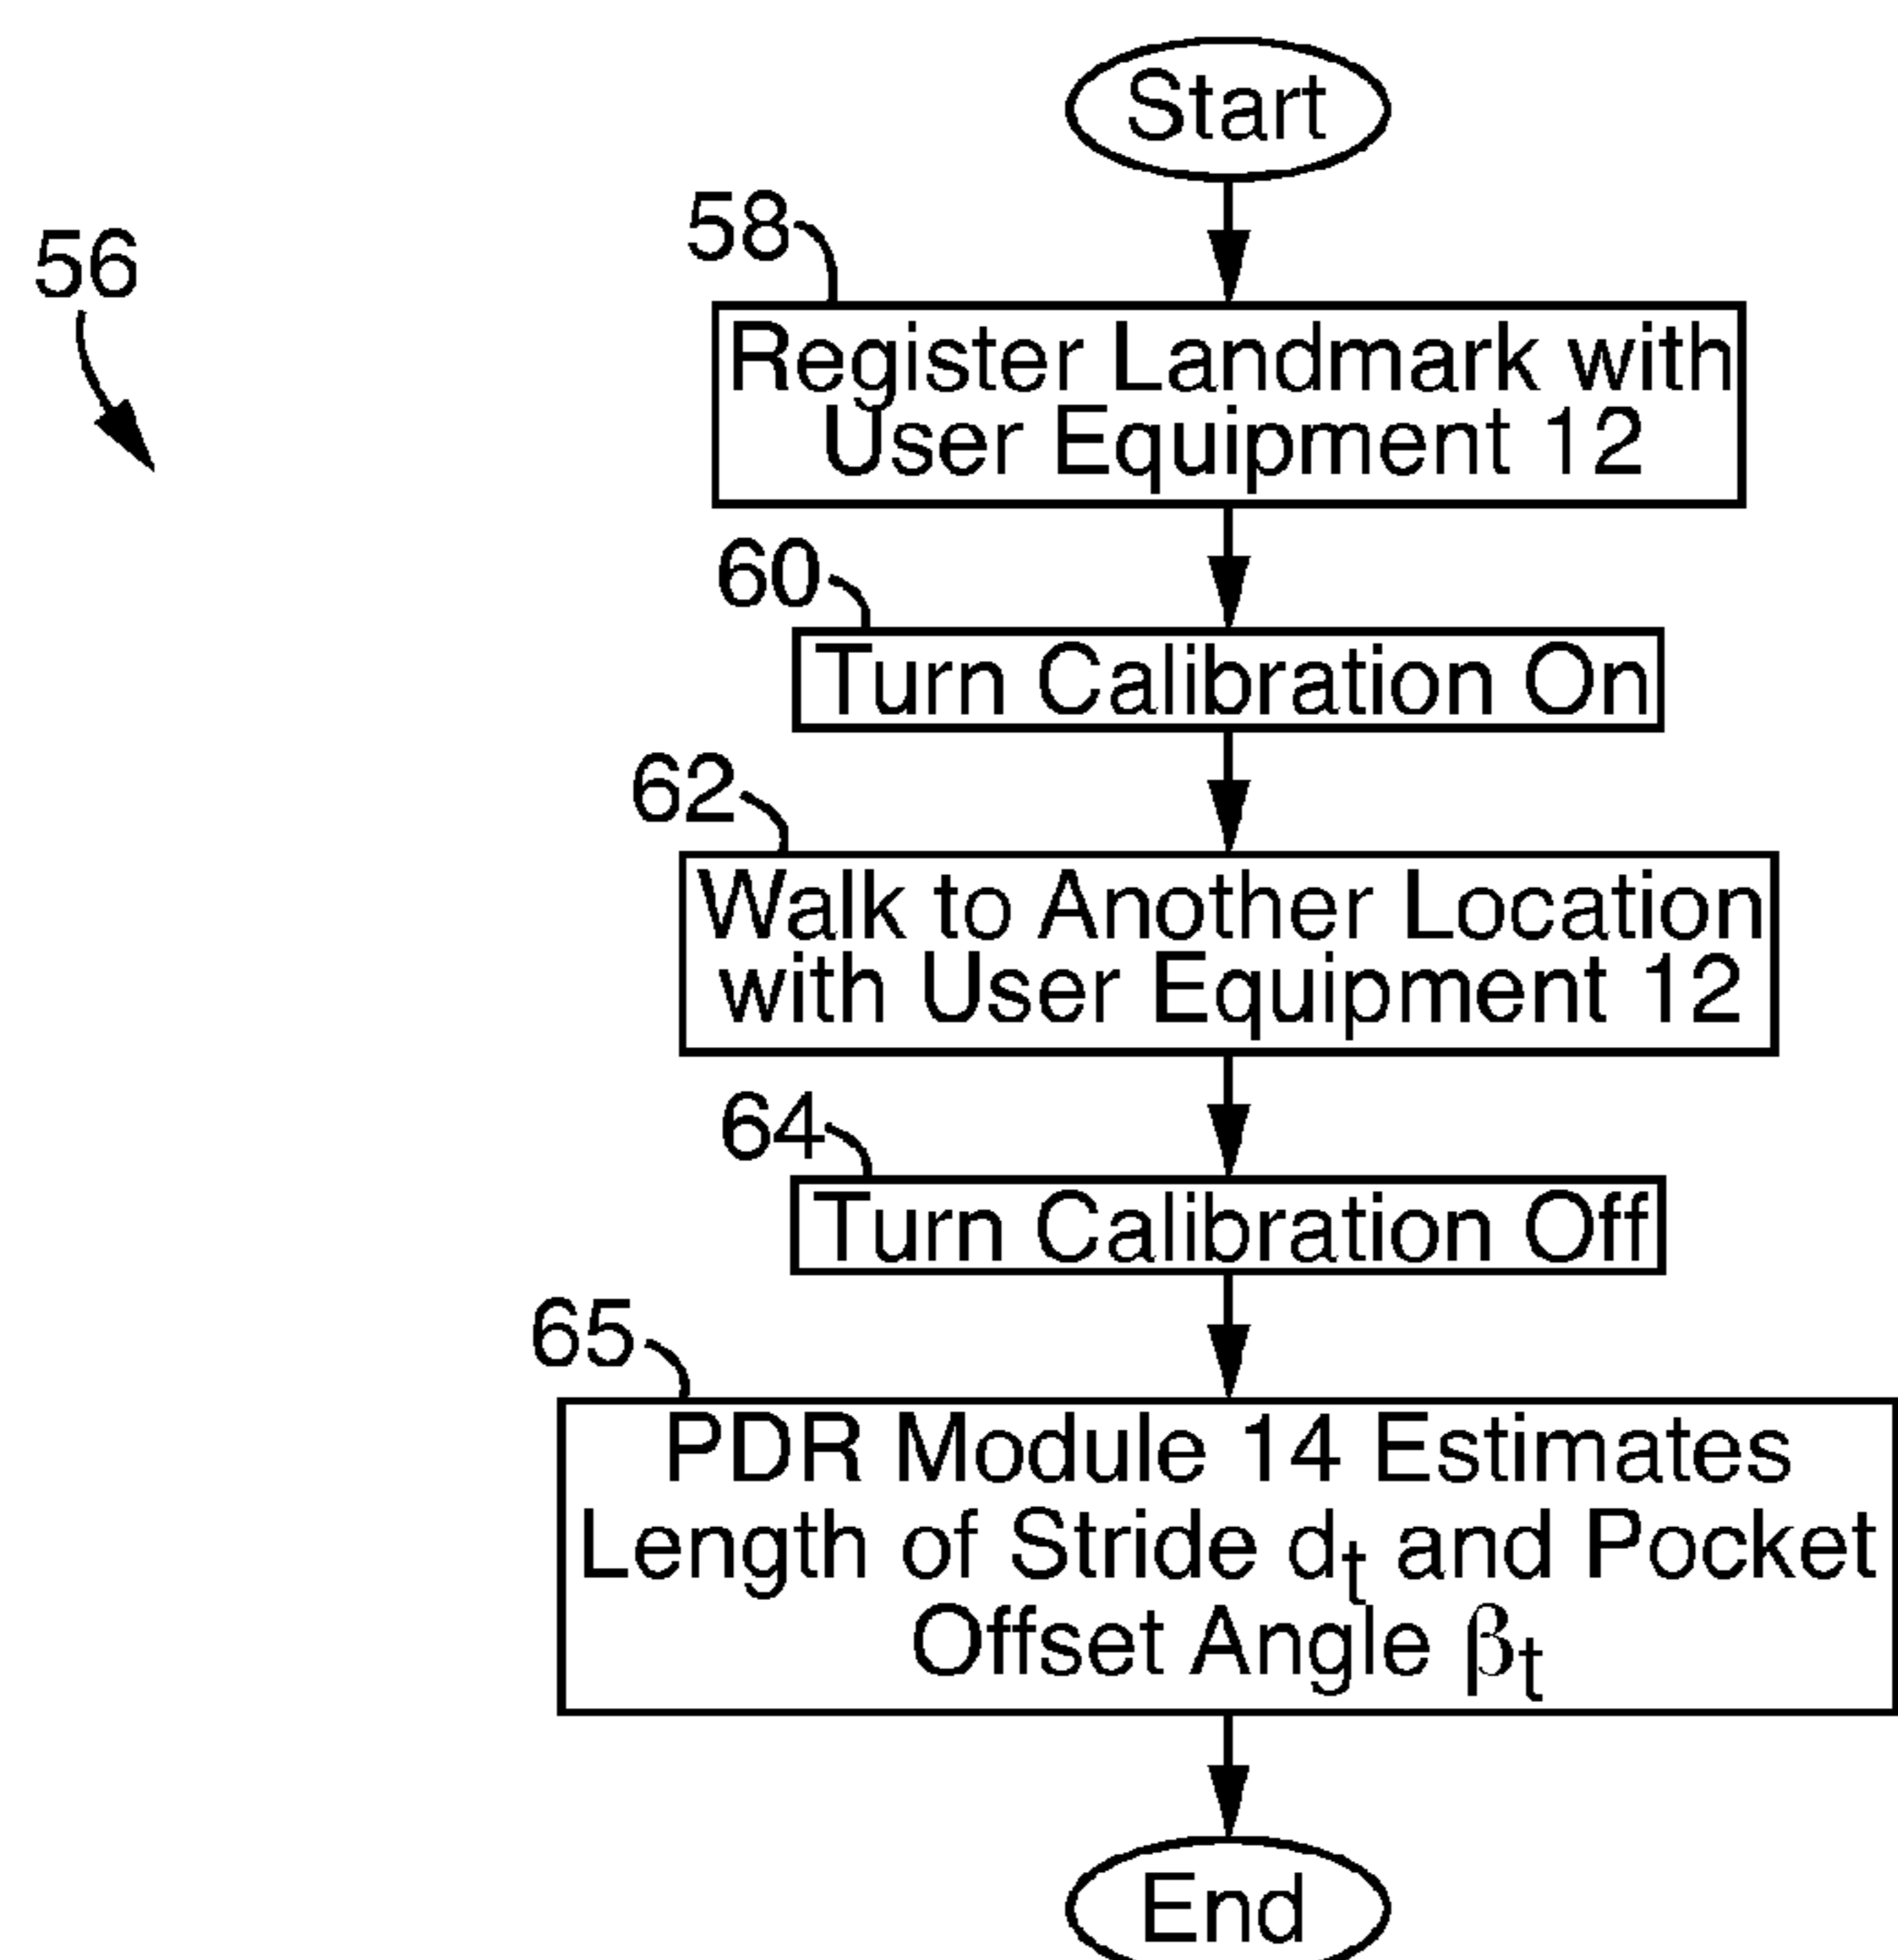 Start
56
58
Register Landmark with
User Equipment 12
60
Turn Calibration On
62
Walk to Another Location
with User Equipment 12
64
Turn Calibration Off
65
PDR Module 14 Estimates
Length of Stride dₜ and Pocket
Offset Angle βₜ
End